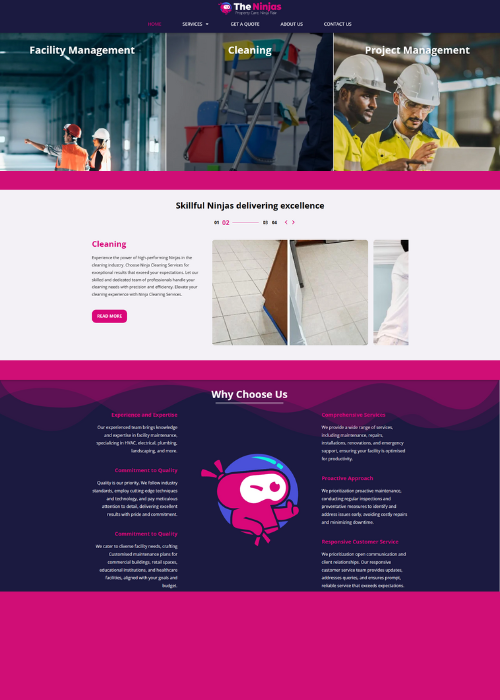 The Ninjas
HOME
SERVICES
GET A QUOTE
ABOUT US
CONTACT US
Facility Management
Cleaning
Project Management
Skillful Ninjas delivering excellence
01 02 03 04
Cleaning
Experience the power of high-performing Ninjas in the
cleaning industry. Choose Ninja Cleaning Services for
exceptional results that exceed your expectations. Let our
skilled and dedicated team of professionals handle your
cleaning needs with precision and efficiency. Elevate your
cleaning experience with Ninja Cleaning Services.
READ MORE
Why Choose Us
Experience and Expertise
Our experienced team brings knowledge
and expertise in facility maintenance,
specializing in HVAC, electrical, plumbing,
landscaping, and more.
Commitment to Quality
Quality is our priority. We follow industry
standards, employ cutting-edge techniques
and technology, and pay meticulous
attention to detail, delivering excellent
results with pride and commitment.
Commitment to Quality
We cater to diverse facility needs, crafting
Customised maintenance plans for
commercial buildings, retail spaces,
educational institutions, and healthcare
facilities, aligned with your goals and
budget.
Comprehensive Services
We provide a wide range of services,
including maintenance, repairs,
installations, renovations, and emergency
support, ensuring your facility is optimised
for productivity.
Proactive Approach
We prioritization proactive maintenance,
conducting regular inspections and
preventative measures to identify and
address issues early, avoiding costly repairs
and minimizing downtime.
Responsive Customer Service
We prioritization open communication and
client relationships. Our responsive
customer service team provides updates,
addresses queries, and ensures prompt,
reliable service that exceeds expectations.